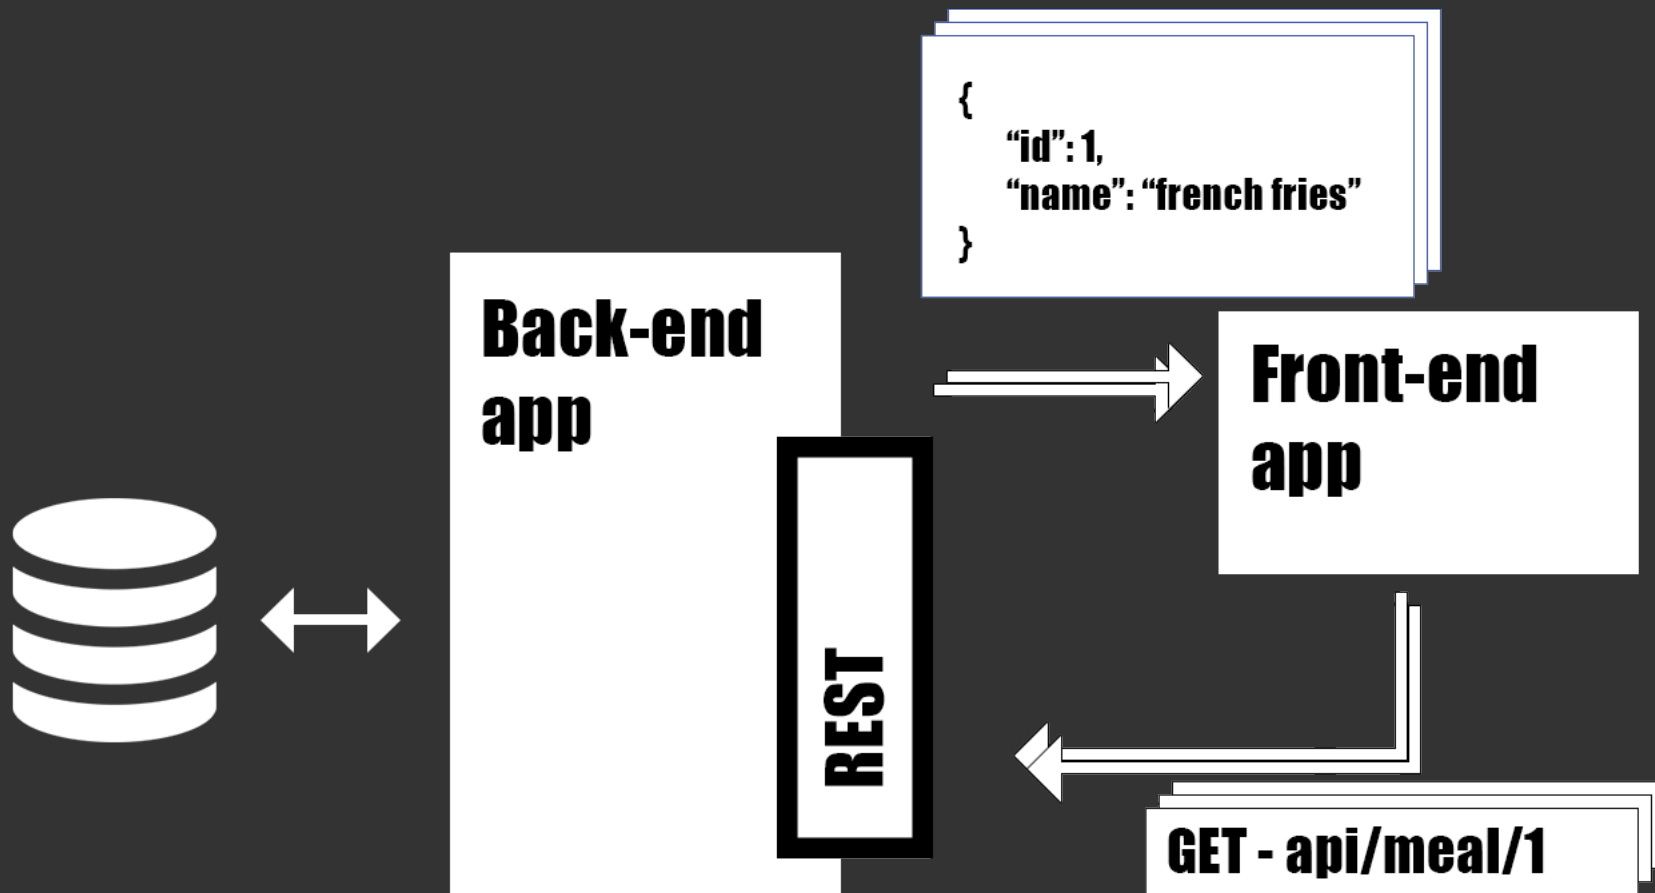 {
“id”: 1,
“name”: “french fries”
}
Back-end
app
Front-end
app
REST
GET - api/meal/1